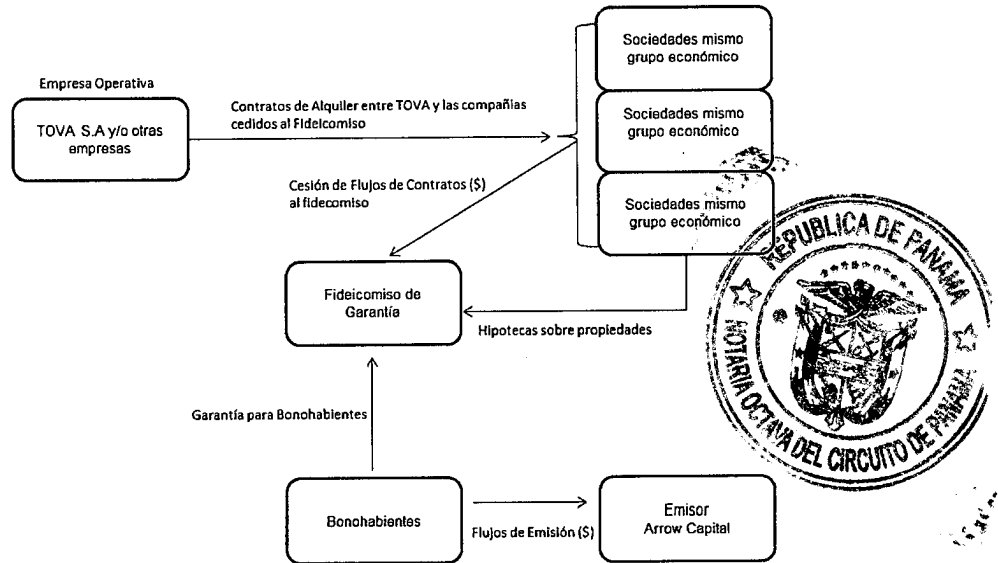 Sociedades mismo
grupo económico
Empresa Operativa
TOVA S.A y/o otras
empresas
Contratos de Alquiler entre TOVA y las compañias
cedidos al Fideicomiso
Sociedades mismo
grupo económico
Cesión de Flujos de Contratos ($)
al fidecomiso
Sociedades mismo
grupo económico
REPUBLICA DE PANAMA
NOTARIA OCTAVA DEL CIRCUITO DE PANAMA
Fideicomiso de
Garantía
Hipotecas sobre propiedades
Garantía para Bonohabientes
Bonohabientes
Flujos de Emisión ($)
Emisor
Arrow Capital